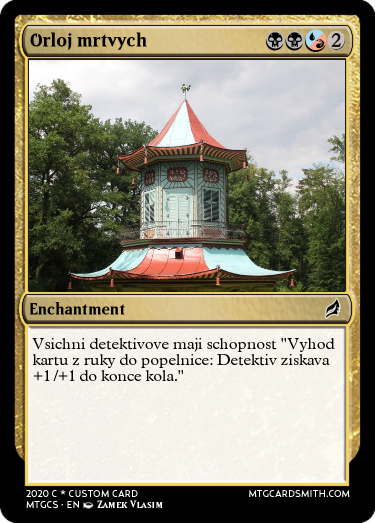 Orloj mrtvych
2
Enchantment
Vsichni detektivove maji schopnost "Vyhod
kartu z ruky do popelnice: Detektiv ziskava
+1/+1 do konce kola."
2020 C * CUSTOM CARD
MTGCARDSMITH.COM
MTGCS • EN Zamek Vlasim